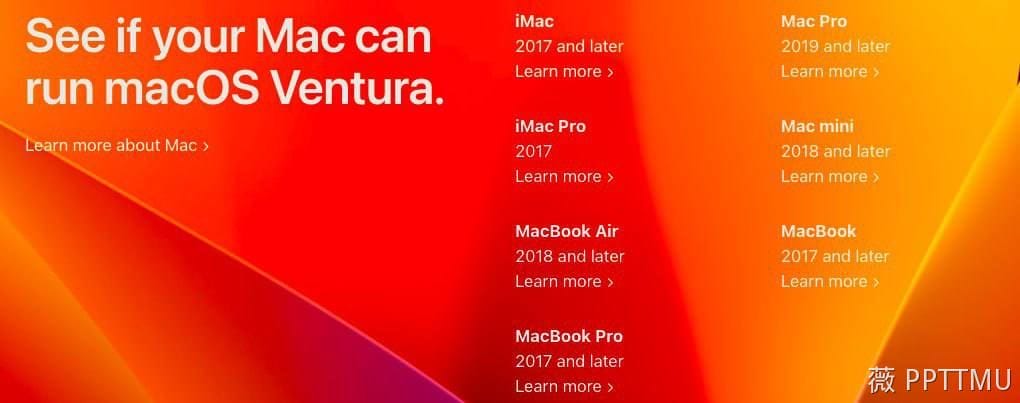 See if your Mac can
run macOS Ventura.
Learn more about Mac >
iMac
2017 and later
Learn more >
iMac Pro
2017
Learn more >
MacBook Air
2018 and later
Learn more >
MacBook Pro
2017 and later
Learn more >
Mac Pro
2019 and later
Learn more >
Mac mini
2018 and later
Learn more >
MacBook
2017 and later
Learn more >
薇 PPTTMU